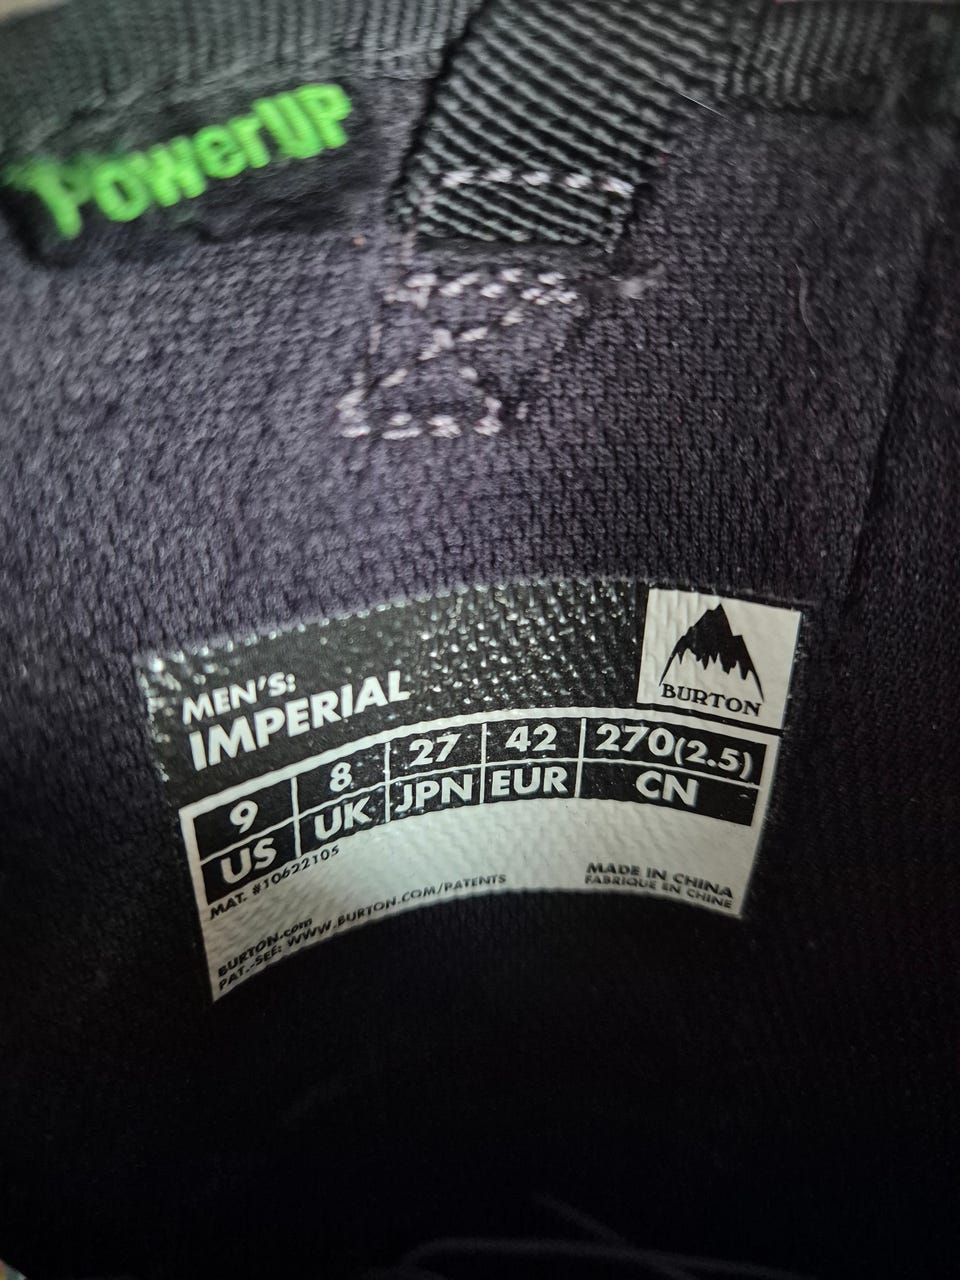 PowerUP
MEN'S:
IMPERIAL
BURTON
9 8 27 42 270(2.5)
US UK JPN EUR CN
MAT. #10622105
MADE IN CHINA
FABRIQUE EN CHINE
BURTON.com
PAT.-SEE: WWW.BURTON.COM/PATENTS